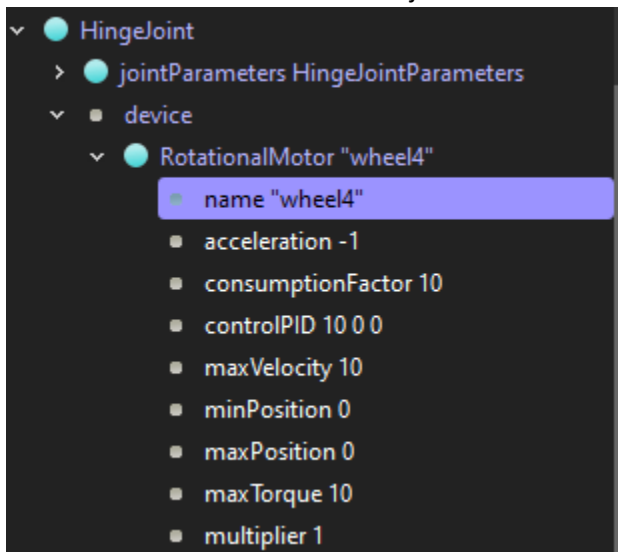 HingeJoint
jointParameters HingeJointParameters
device
RotationalMotor "wheel4"
name "wheel4"
acceleration -1
consumptionFactor 10
controlPID 10 0 0
maxVelocity 10
minPosition 0
maxPosition 0
maxTorque 10
multiplier 1